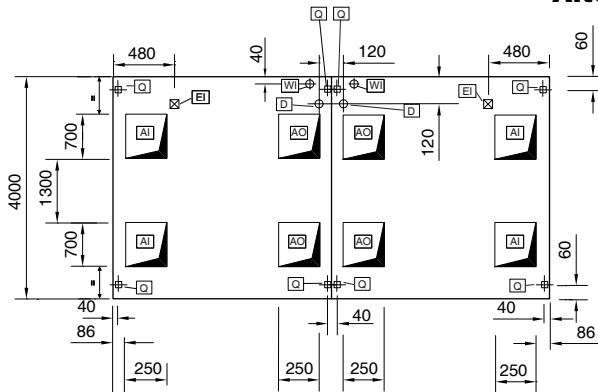 Q Q
480 40 120 480 60
Q WI WI EI Q
EI D D
= 700 AI AO AO AI 120
4000 1300
700 AI AO AO AI
= Q Q Q Q 60
40 40 40
86 86
250 250 250 250